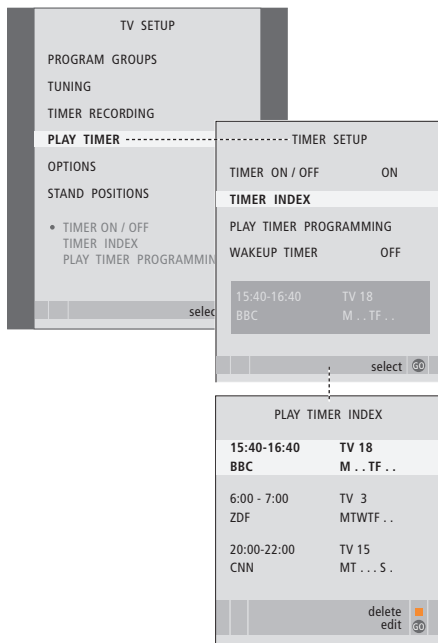 TV SETUP
PROGRAM GROUPS
TUNING
TIMER RECORDING
PLAY TIMER
OPTIONS
STAND POSITIONS
• TIMER ON / OFF
TIMER INDEX
PLAY TIMER PROGRAMMIN
selec
TIMER SETUP
TIMER ON / OFF ON
TIMER INDEX
PLAY TIMER PROGRAMMING
WAKEUP TIMER OFF
15:40-16:40 TV 18
BBC M . . TF . .
select GO
PLAY TIMER INDEX
15:40-16:40 TV 18
BBC M . . TF . .
6:00 - 7:00 TV 3
ZDF MTWTF . .
20:00-22:00 TV 15
CNN MT . . . S .
delete
edit GO